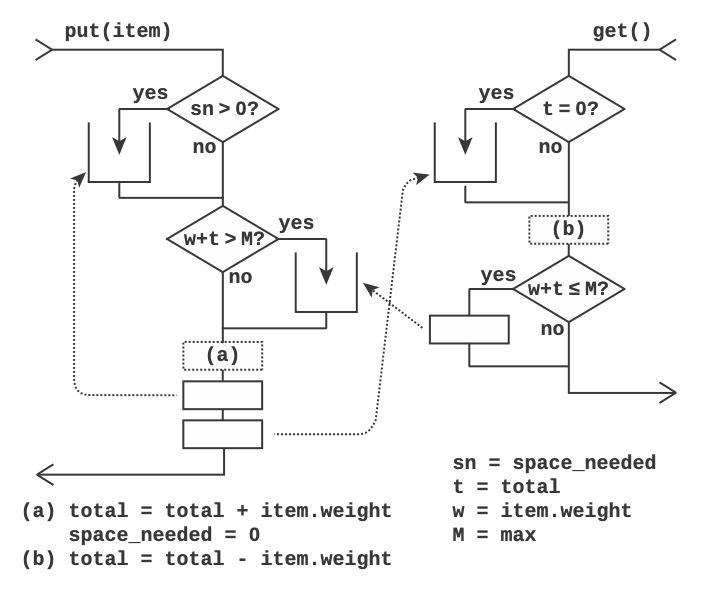 put(item)
get()
yes
sn > 0?
no
yes
t = 0?
no
w+t > M?
yes
no
(b)
yes
w+t ≤ M?
no
(a)
sn = space_needed
t = total
w = item.weight
M = max
(a) total = total + item.weight
space_needed = 0
(b) total = total - item.weight